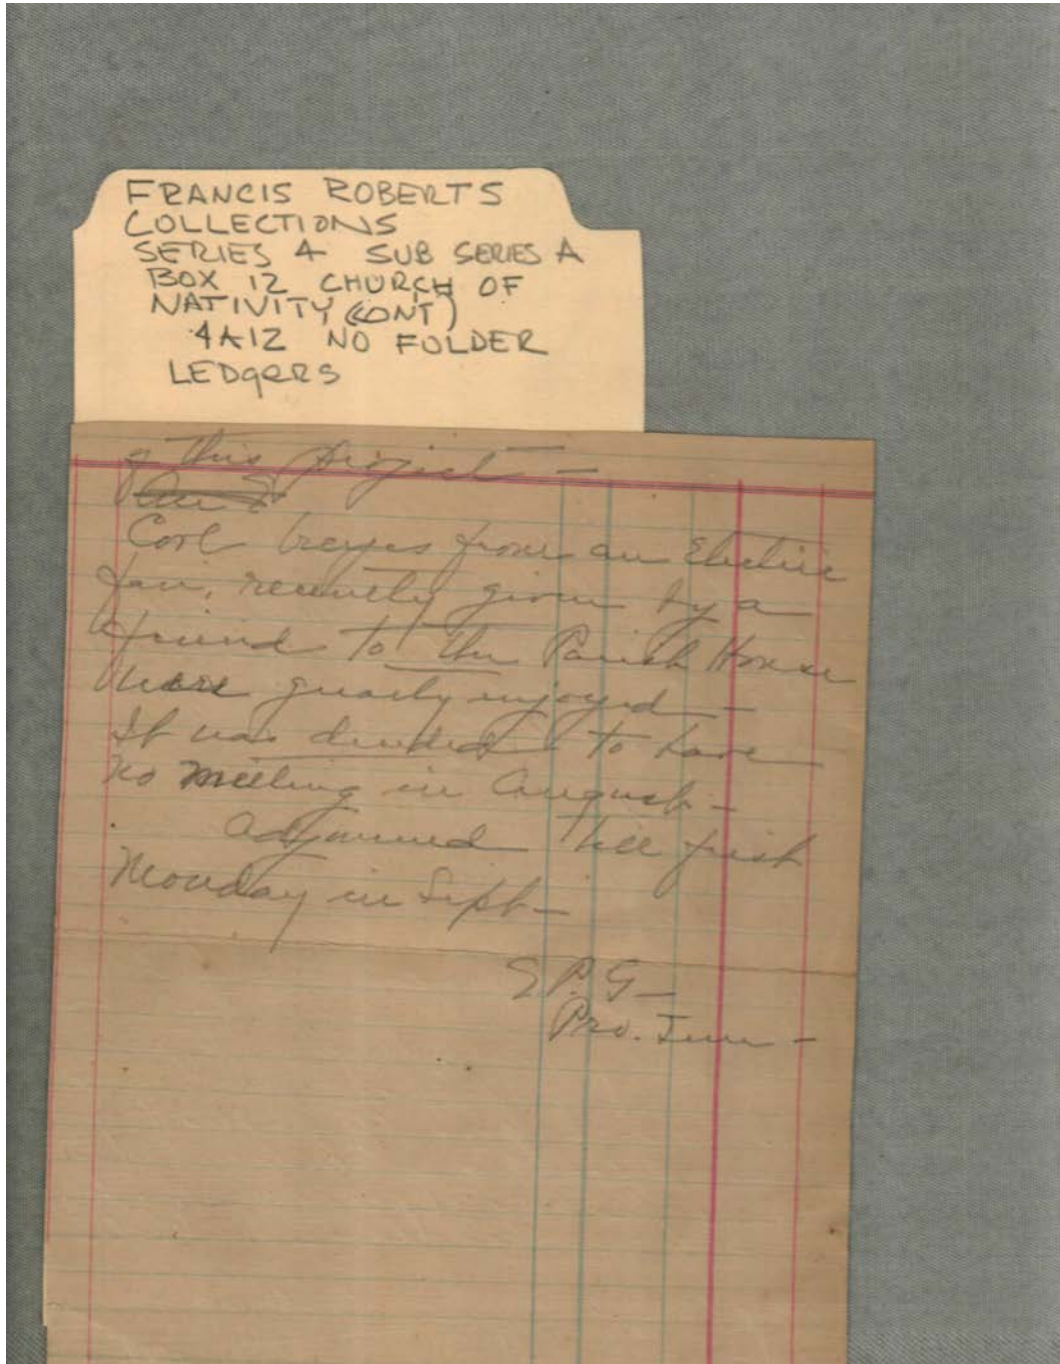 FRANCIS ROBERTS
COLLECTIONS
SERIES 4 SUB SERIES A
BOX 12 CHURCH OF
NATIVITY (CONT)
4A12 NO FOLDER
LEDgERS
of this project —
Cool breezes from an Electric
fan, recently given by a
friend to the Parish House
were greatly enjoyed —
It was decided to have
no meeting in August —
Adjourned till first
Monday in Sept —
S. P. G —
Pro. Tem —